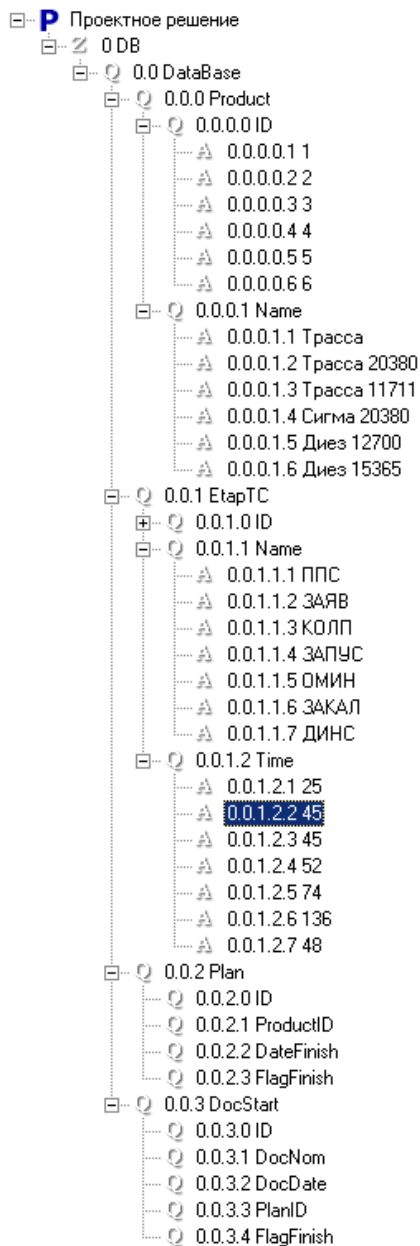 P Проектное решение
Z 0 DB
Q 0.0 DataBase
Q 0.0.0 Product
Q 0.0.0.0 ID
A 0.0.0.0.1 1
A 0.0.0.0.2 2
A 0.0.0.0.3 3
A 0.0.0.0.4 4
A 0.0.0.0.5 5
A 0.0.0.0.6 6
Q 0.0.0.1 Name
A 0.0.0.1.1 Трасса
A 0.0.0.1.2 Трасса 20380
A 0.0.0.1.3 Трасса 11711
A 0.0.0.1.4 Сигма 20380
A 0.0.0.1.5 Диез 12700
A 0.0.0.1.6 Диез 15365
Q 0.0.1 EtapTC
Q 0.0.1.0 ID
Q 0.0.1.1 Name
A 0.0.1.1.1 ППС
A 0.0.1.1.2 ЗАЯВ
A 0.0.1.1.3 КОЛП
A 0.0.1.1.4 ЗАПУС
A 0.0.1.1.5 ОМИН
A 0.0.1.1.6 ЗАКАЛ
A 0.0.1.1.7 ДИНС
Q 0.0.1.2 Time
A 0.0.1.2.1 25
A 0.0.1.2.2 45
A 0.0.1.2.3 45
A 0.0.1.2.4 52
A 0.0.1.2.5 74
A 0.0.1.2.6 136
A 0.0.1.2.7 48
Q 0.0.2 Plan
Q 0.0.2.0 ID
Q 0.0.2.1 ProductID
Q 0.0.2.2 DateFinish
Q 0.0.2.3 FlagFinish
Q 0.0.3 DocStart
Q 0.0.3.0 ID
Q 0.0.3.1 DocNom
Q 0.0.3.2 DocDate
Q 0.0.3.3 PlanID
Q 0.0.3.4 FlagFinish